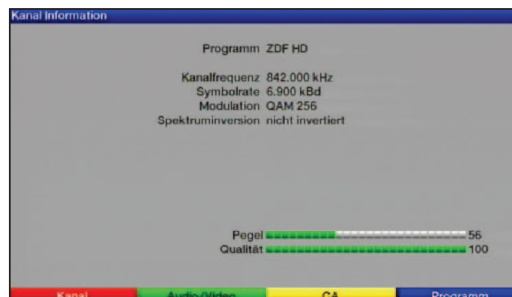 Kanal Information
Programm ZDF HD
Kanalfrequenz 842.000 kHz
Symbolrate 6.900 kBd
Modulation QAM 256
Spektruminversion nicht invertiert
Pegel 56
Qualität 100
Kanal Audio/Video CA Programm